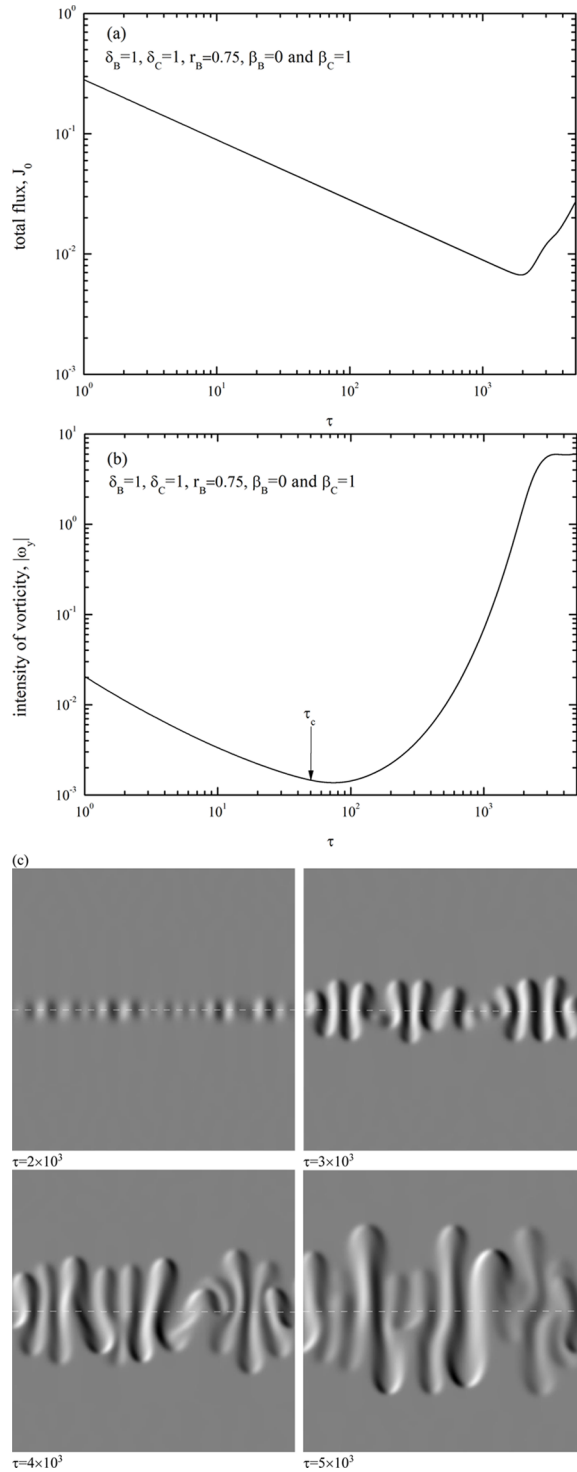 (a)
δ_B=1, δ_C=1, r_B=0.75, β_B=0 and β_C=1
10^0
10^-1
10^-2
10^-3
total flux, J_0
10^0 10^1 10^2 10^3
τ
(b)
δ_B=1, δ_C=1, r_B=0.75, β_B=0 and β_C=1
10^1
10^0
10^-1
10^-2
10^-3
intensity of vorticity, |ω_y|
τ_c
10^0 10^1 10^2 10^3
τ
(c)
τ=2×10^3
τ=3×10^3
τ=4×10^3
τ=5×10^3